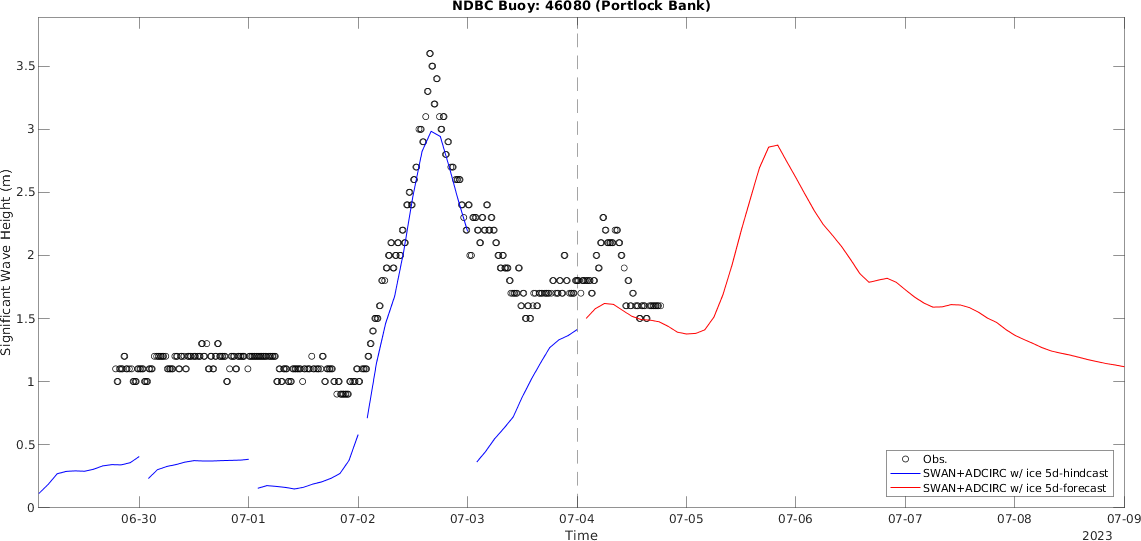 NDBC Buoy: 46080 (Portlock Bank)
3.5
3
2.5
2
1.5
1
0.5
0
Significant Wave Height (m)
Obs.
SWAN+ADCIRC w/ ice 5d-hindcast
SWAN+ADCIRC w/ ice 5d-forecast
06-30 07-01 07-02 07-03 07-04 07-05 07-06 07-07 07-08 07-09
Time
2023